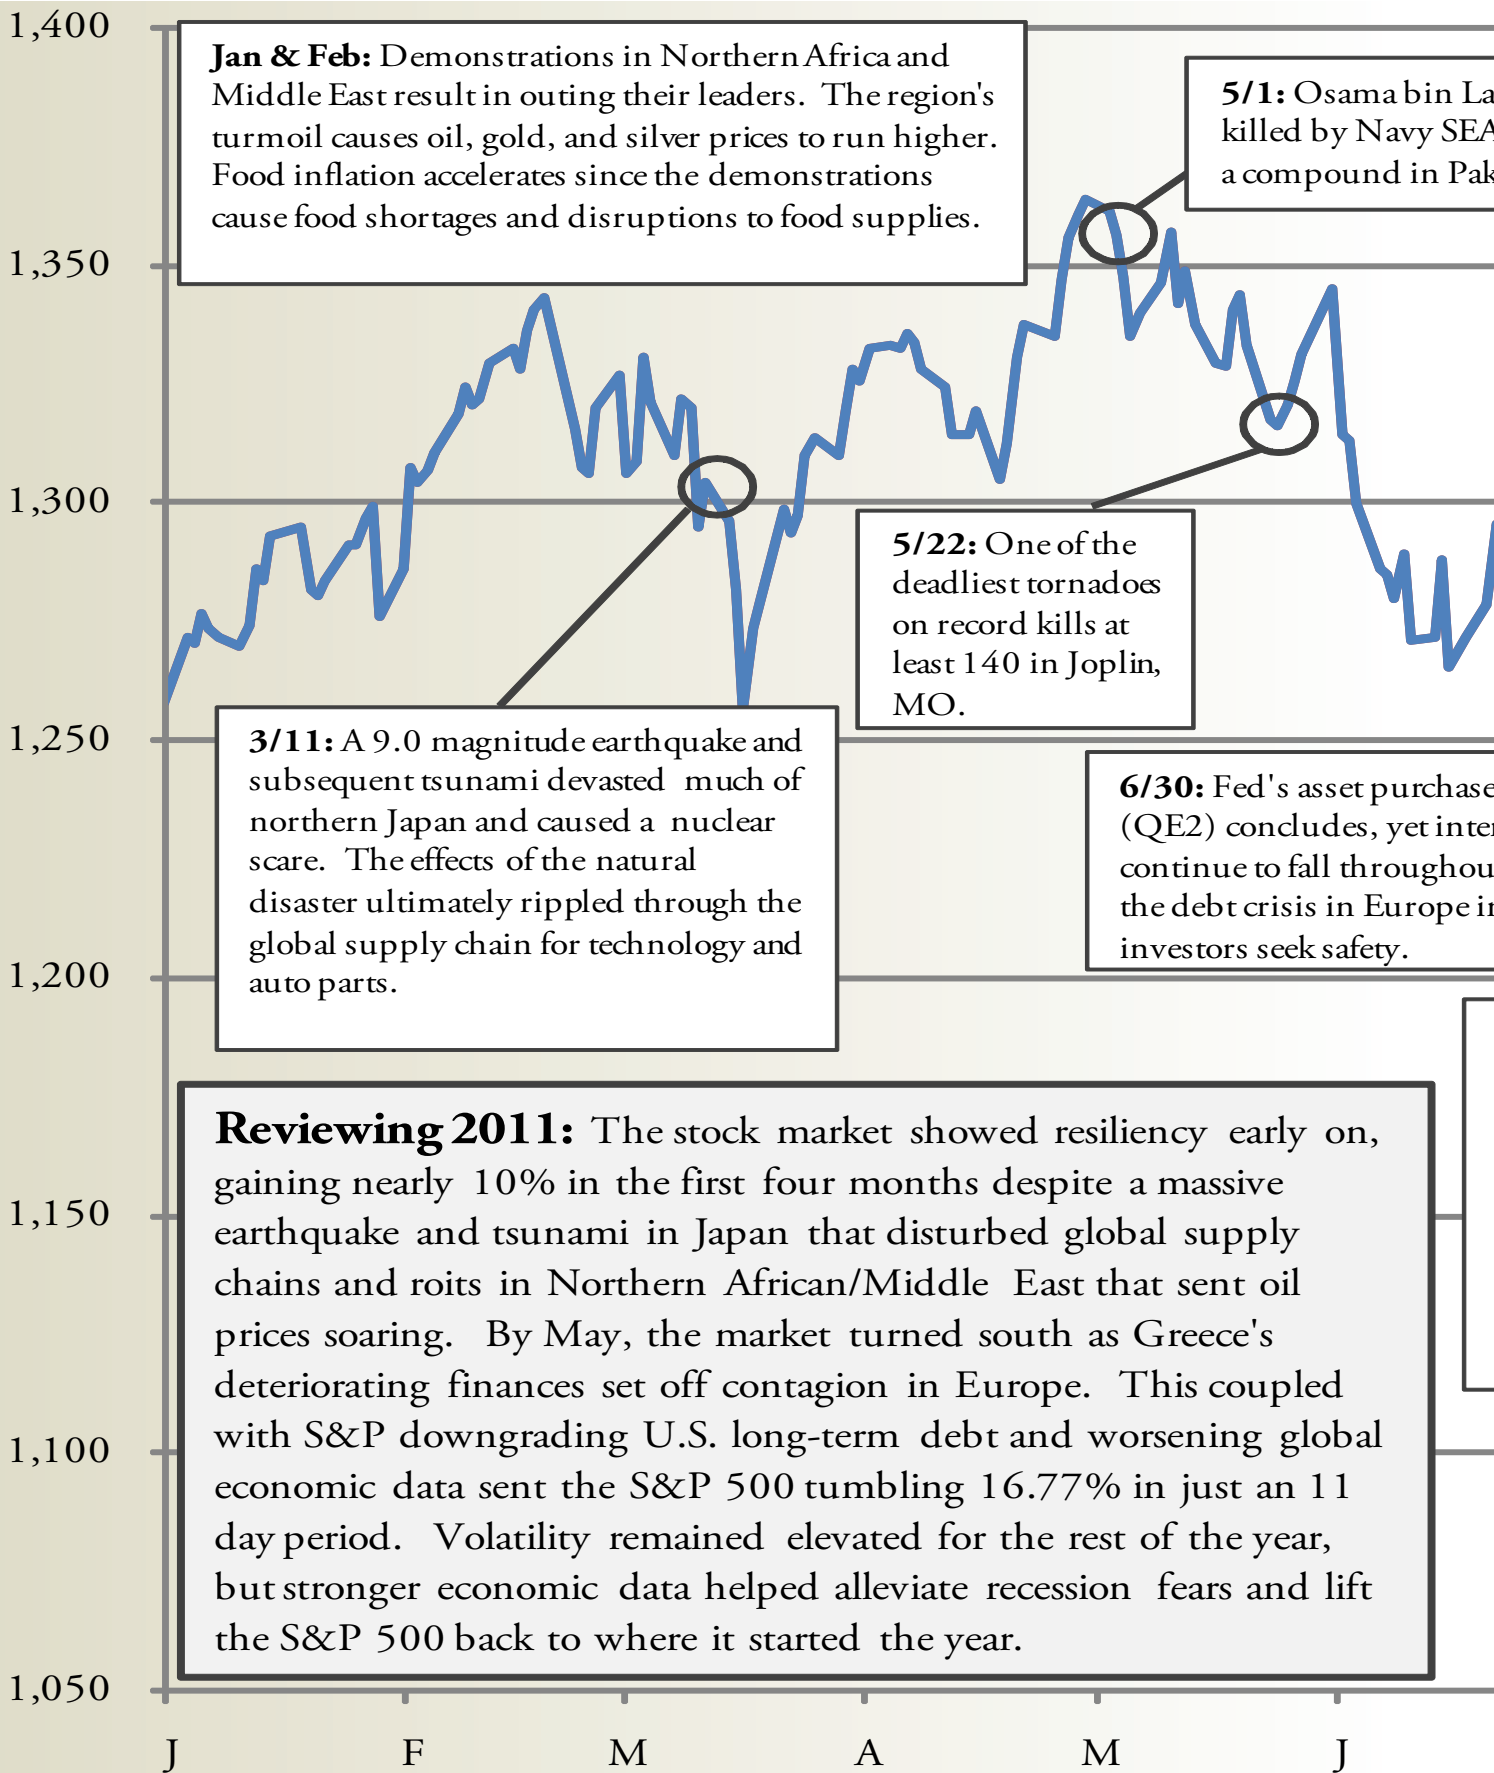 1,400
Jan & Feb: Demonstrations in Northern Africa and
Middle East result in outing their leaders. The region's
turmoil causes oil, gold, and silver prices to run higher.
Food inflation accelerates since the demonstrations
cause food shortages and disruptions to food supplies.
5/1: Osama bin La
killed by Navy SEA
a compound in Pak
1,350
1,300
5/22: One of the
deadliest tornadoes
on record kills at
least 140 in Joplin,
MO.
1,250
3/11: A 9.0 magnitude earthquake and
subsequent tsunami devasted much of
northern Japan and caused a nuclear
scare. The effects of the natural
disaster ultimately rippled through the
global supply chain for technology and
auto parts.
6/30: Fed's asset purchase
(QE2) concludes, yet inter
continue to fall throughou
the debt crisis in Europe in
investors seek safety.
1,200
Reviewing 2011: The stock market showed resiliency early on,
gaining nearly 10% in the first four months despite a massive
earthquake and tsunami in Japan that disturbed global supply
chains and roits in Northern African/Middle East that sent oil
prices soaring. By May, the market turned south as Greece's
deteriorating finances set off contagion in Europe. This coupled
with S&P downgrading U.S. long-term debt and worsening global
economic data sent the S&P 500 tumbling 16.77% in just an 11
day period. Volatility remained elevated for the rest of the year,
but stronger economic data helped alleviate recession fears and lift
the S&P 500 back to where it started the year.
1,150
1,100
1,050
J F M A M J